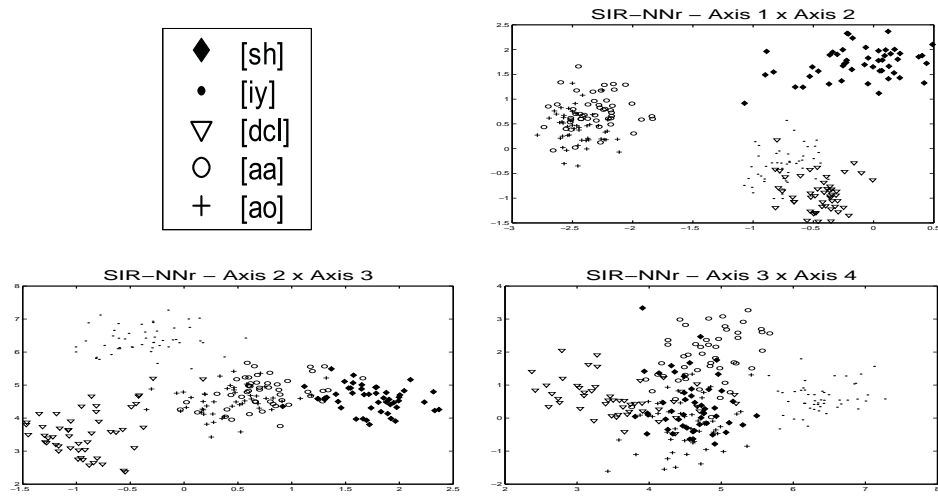 SIR−NNr − Axis 1 x Axis 2
[sh]
[iy]
[dcl]
[aa]
[ao]
2.5
2
1.5
1
0.5
0
−0.5
−1
−1.5
−3 −2.5 −2 −1.5 −1 −0.5 0 0.5
SIR−NNr − Axis 2 x Axis 3
8
7
6
5
4
3
2
−1.5 −1 −0.5 0 0.5 1 1.5 2 2.5
SIR−NNr − Axis 3 x Axis 4
4
3
2
1
0
−1
−2
2 3 4 5 6 7 8